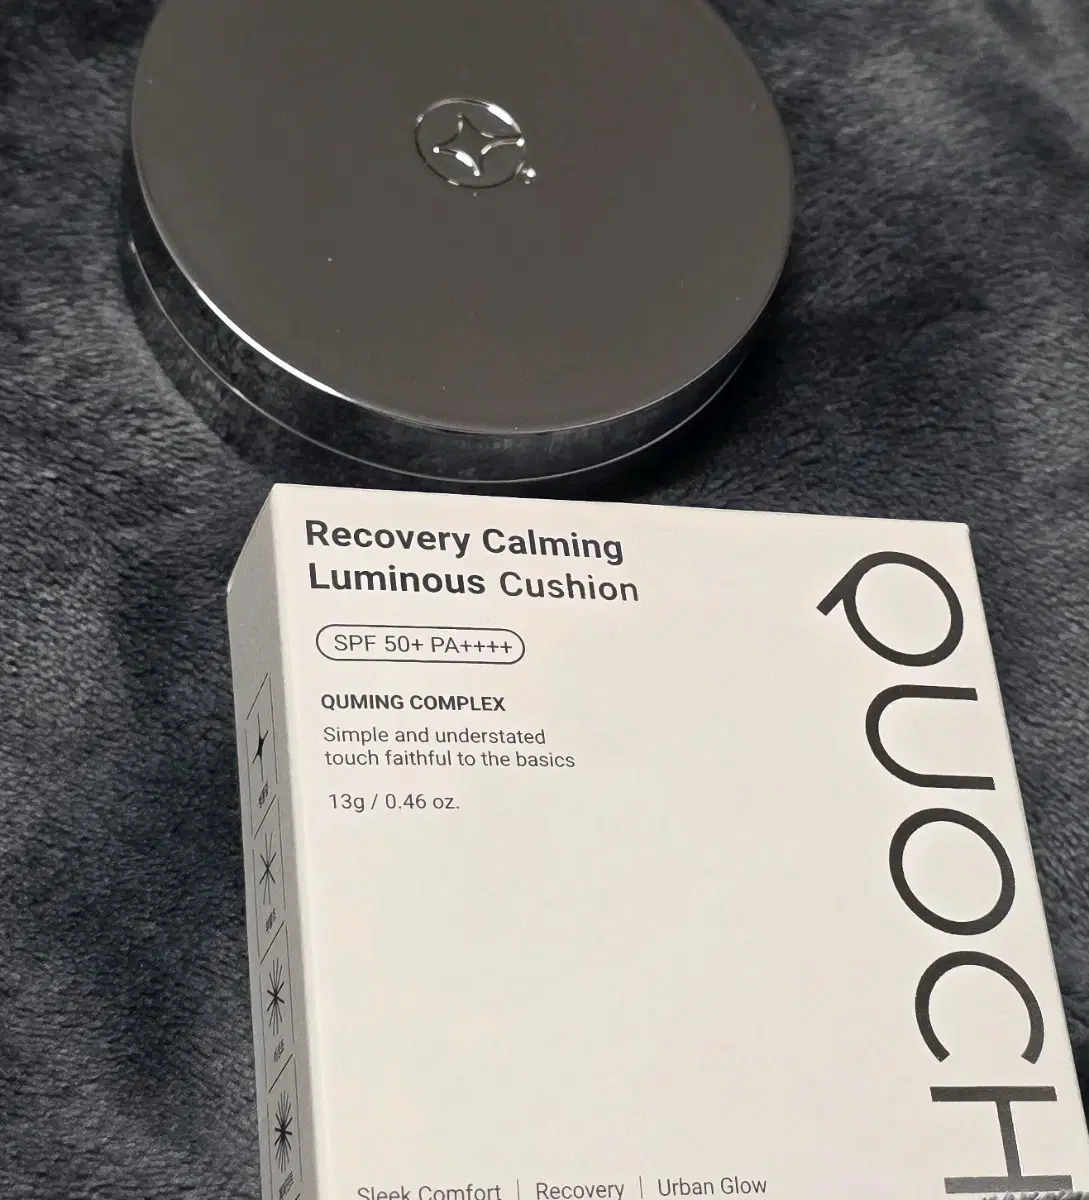 Recovery Calming
Luminous Cushion
SPF 50+ PA++++
QUMING COMPLEX
Simple and understated
touch faithful to the basics
13g / 0.46 oz.
QUOCH
Sleek Comfort | Recovery | Urban Glow